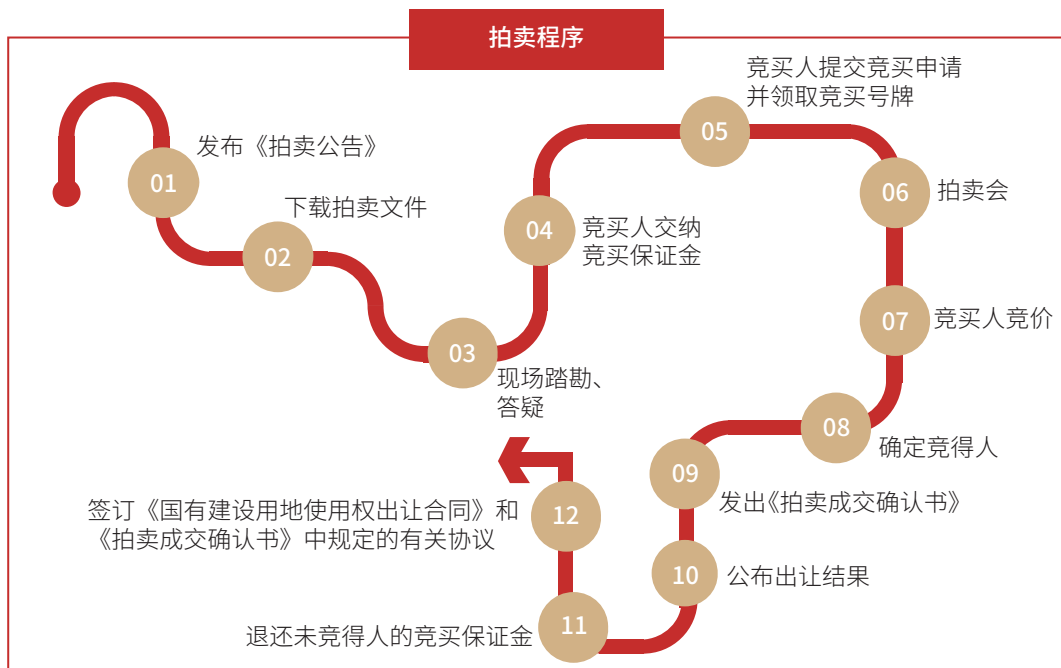 拍卖程序
01
发布《拍卖公告》
02
下载拍卖文件
03
现场踏勘、
答疑
04
竞买人交纳
竞买保证金
05
竞买人提交竞买申请
并领取竞买号牌
06
拍卖会
07
竞买人竞价
08
确定竞得人
09
发出《拍卖成交确认书》
10
公布出让结果
11
退还未竞得人的竞买保证金
12
签订《国有建设用地使用权出让合同》和
《拍卖成交确认书》中规定的有关协议